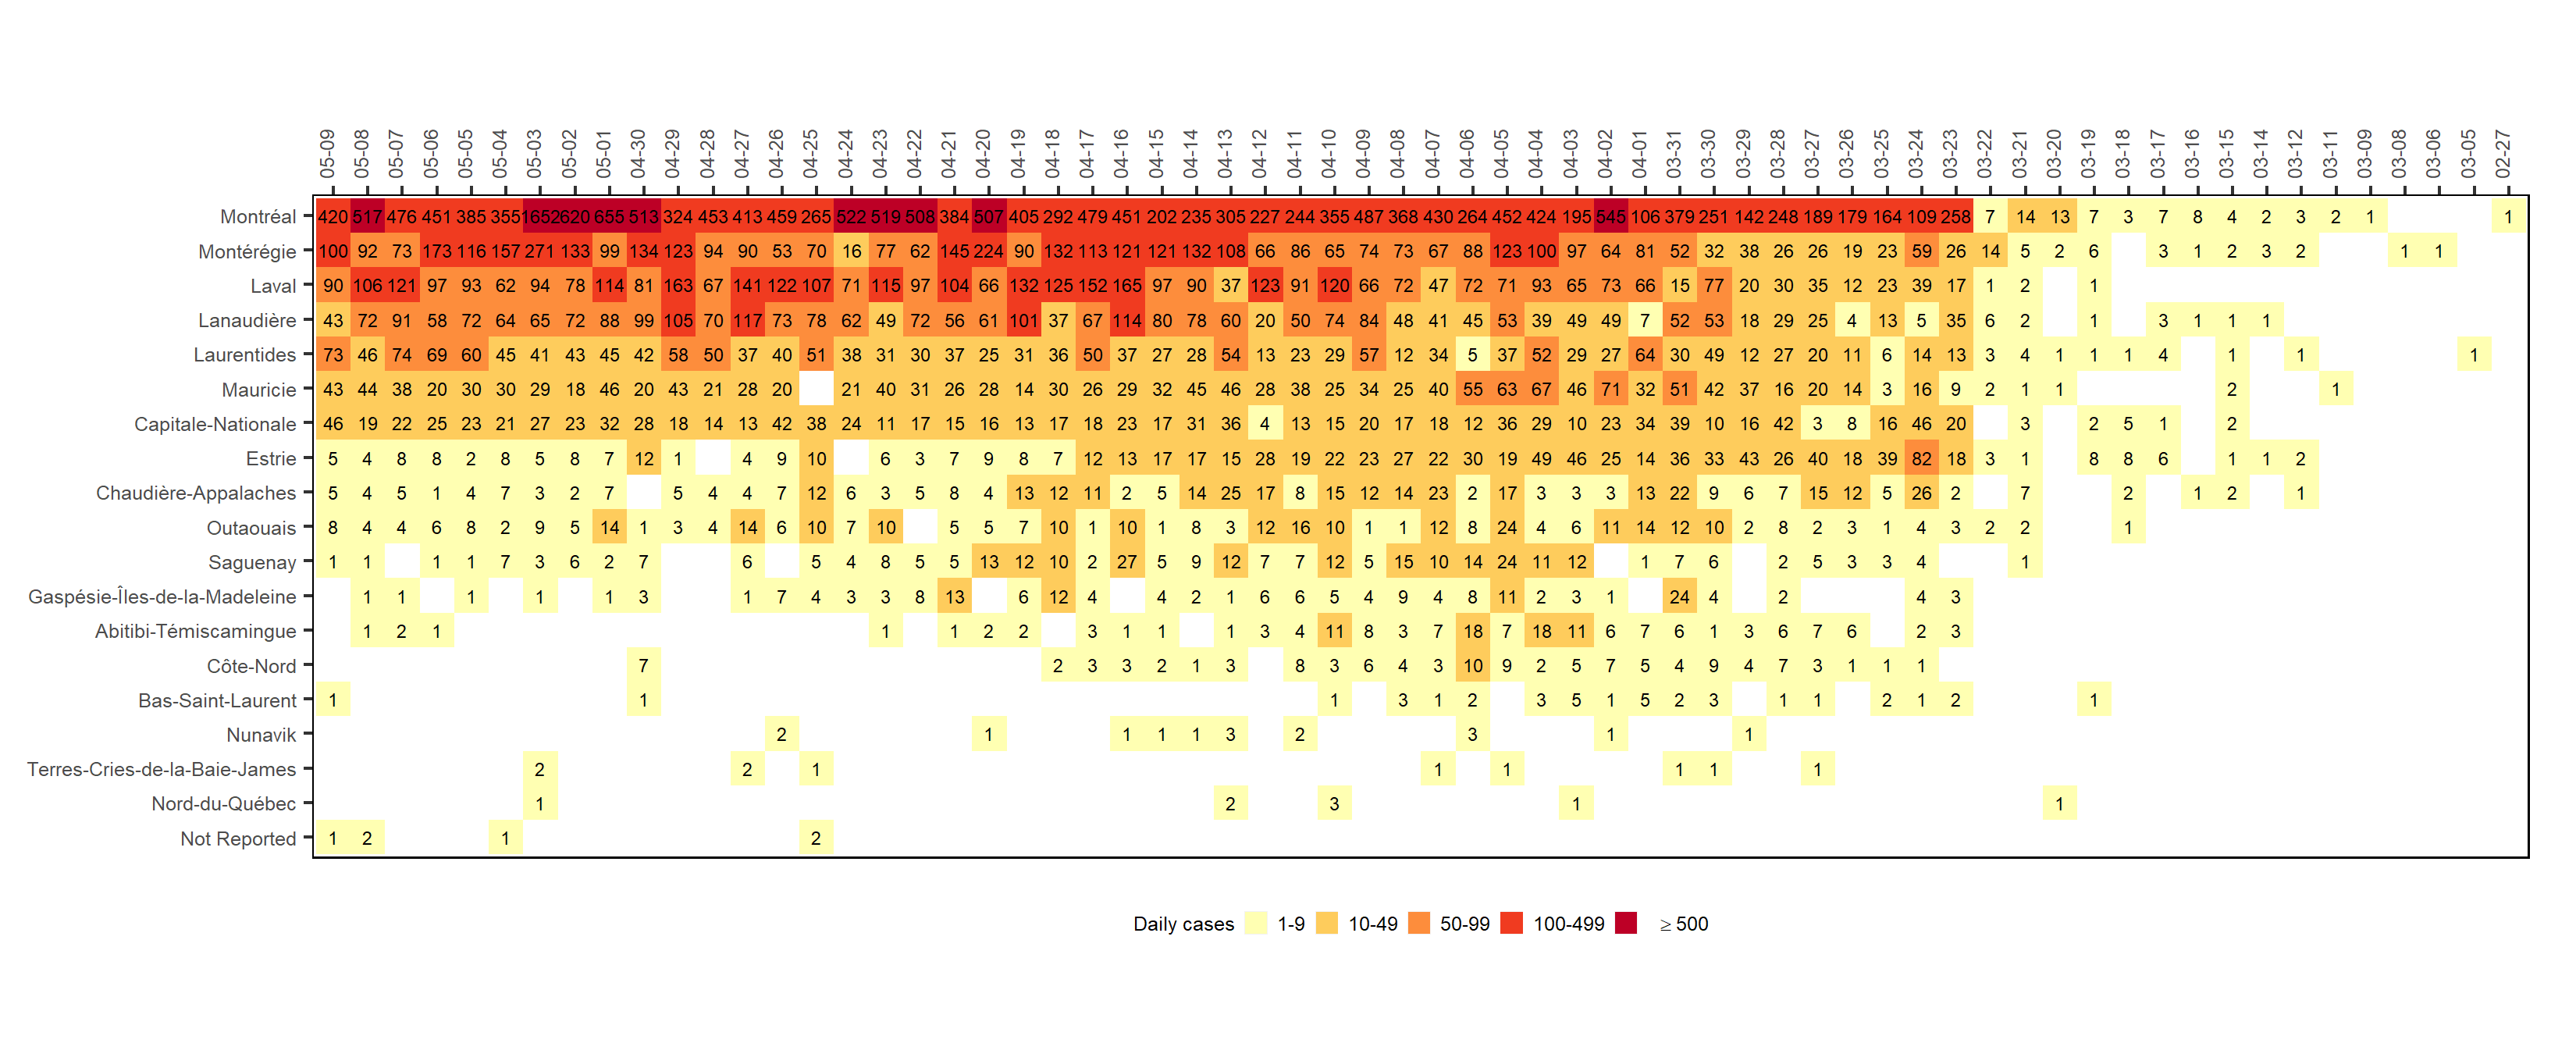 05-09 05-08 05-07 05-06 05-05 05-04 05-03 05-02 05-01 04-30 04-29 04-28 04-27 04-26 04-25 04-24 04-23 04-22 04-21 04-20 04-19 04-18 04-17 04-16 04-15 04-14 04-13 04-12 04-11 04-10 04-09 04-08 04-07 04-06 04-05 04-04 04-03 04-02 04-01 03-31 03-30 03-29 03-28 03-27 03-26 03-25 03-24 03-23 03-22 03-21 03-20 03-19 03-18 03-17 03-16 03-15 03-14 03-12 03-11 03-09 03-08 03-06 03-05 02-27
Montréal 420 517 476 451 385 355 1652 620 655 513 324 453 413 459 265 522 519 508 384 507 405 292 479 451 202 235 305 227 244 355 487 368 430 264 452 424 195 545 106 379 251 142 248 189 179 164 109 258 7 14 13 7 3 7 8 4 2 3 2 1 1
Montérégie 100 92 73 173 116 157 271 133 99 134 123 94 90 53 70 16 77 62 145 224 90 132 113 121 121 132 108 66 86 65 74 73 67 88 123 100 97 64 81 52 32 38 26 26 19 23 59 26 14 5 2 6 3 1 2 3 2 1 1
Laval 90 106 121 97 93 62 94 78 114 81 163 67 141 122 107 71 115 97 104 66 132 125 152 165 97 90 37 123 91 120 66 72 47 72 71 93 65 73 66 15 77 20 30 35 12 23 39 17 1 2 1
Lanaudière 43 72 91 58 72 64 65 72 88 99 105 70 117 73 78 62 49 72 56 61 101 37 67 114 80 78 60 20 50 74 84 48 41 45 53 39 49 49 7 52 53 18 29 25 4 13 5 35 6 2 1 3 1 1 1
Laurentides 73 46 74 69 60 45 41 43 45 42 58 50 37 40 51 38 31 30 37 25 31 36 50 37 27 28 54 13 23 29 57 12 34 5 37 52 29 27 64 30 49 12 27 20 11 6 14 13 3 4 1 1 1 4 1 1 1
Mauricie 43 44 38 20 30 30 29 18 46 20 43 21 28 20 21 40 31 26 28 14 30 26 29 32 45 46 28 38 25 34 25 40 55 63 67 46 71 32 51 42 37 16 20 14 3 16 9 2 1 1 2 1
Capitale-Nationale 46 19 22 25 23 21 27 23 32 28 18 14 13 42 38 24 11 17 15 16 13 17 18 23 17 31 36 4 13 15 20 17 18 12 36 29 10 23 34 39 10 16 42 3 8 16 46 20 3 2 5 1 2
Estrie 5 4 8 8 2 8 5 8 7 12 1 4 9 10 6 3 7 9 8 7 12 13 17 17 15 28 19 22 23 27 22 30 19 49 46 25 14 36 33 43 26 40 18 39 82 18 3 1 8 8 6 1 1 2
Chaudière-Appalaches 5 4 5 1 4 7 3 2 7 5 4 4 7 12 6 3 5 8 4 13 12 11 2 5 14 25 17 8 15 12 14 23 2 17 3 3 3 13 22 9 6 7 15 12 5 26 2 7 2 1 2 1
Outaouais 8 4 4 6 8 2 9 5 14 1 3 4 14 6 10 7 10 5 5 7 10 1 10 1 8 3 12 16 10 1 1 12 8 24 4 6 11 14 12 10 2 8 2 3 1 4 3 2 2 1
Saguenay 1 1 1 1 7 3 6 2 7 6 5 4 8 5 5 13 12 10 2 27 5 9 12 7 7 12 5 15 10 14 24 11 12 1 7 6 2 5 3 3 4 1
Gaspésie-Îles-de-la-Madeleine 1 1 1 1 1 3 1 7 4 3 3 8 13 6 12 4 4 2 1 6 6 5 4 9 4 8 11 2 3 1 24 4 2 4 3
Abitibi-Témiscamingue 1 2 1 1 1 2 2 3 1 1 1 3 4 11 8 3 7 18 7 18 11 6 7 6 1 3 6 7 6 2 3
Côte-Nord 7 2 3 3 2 1 3 8 3 6 4 3 10 9 2 5 7 5 4 9 4 7 3 1 1 1
Bas-Saint-Laurent 1 1 1 3 1 2 3 5 1 5 2 3 1 1 2 1 2 1
Nunavik 2 1 1 1 1 3 2 3 1 1
Terres-Cries-de-la-Baie-James 2 2 1 1 1 1 1 1
Nord-du-Québec 1 2 3 1 1
Not Reported 1 2 1 2
Daily cases 1-9 10-49 50-99 100-499 ≥ 500